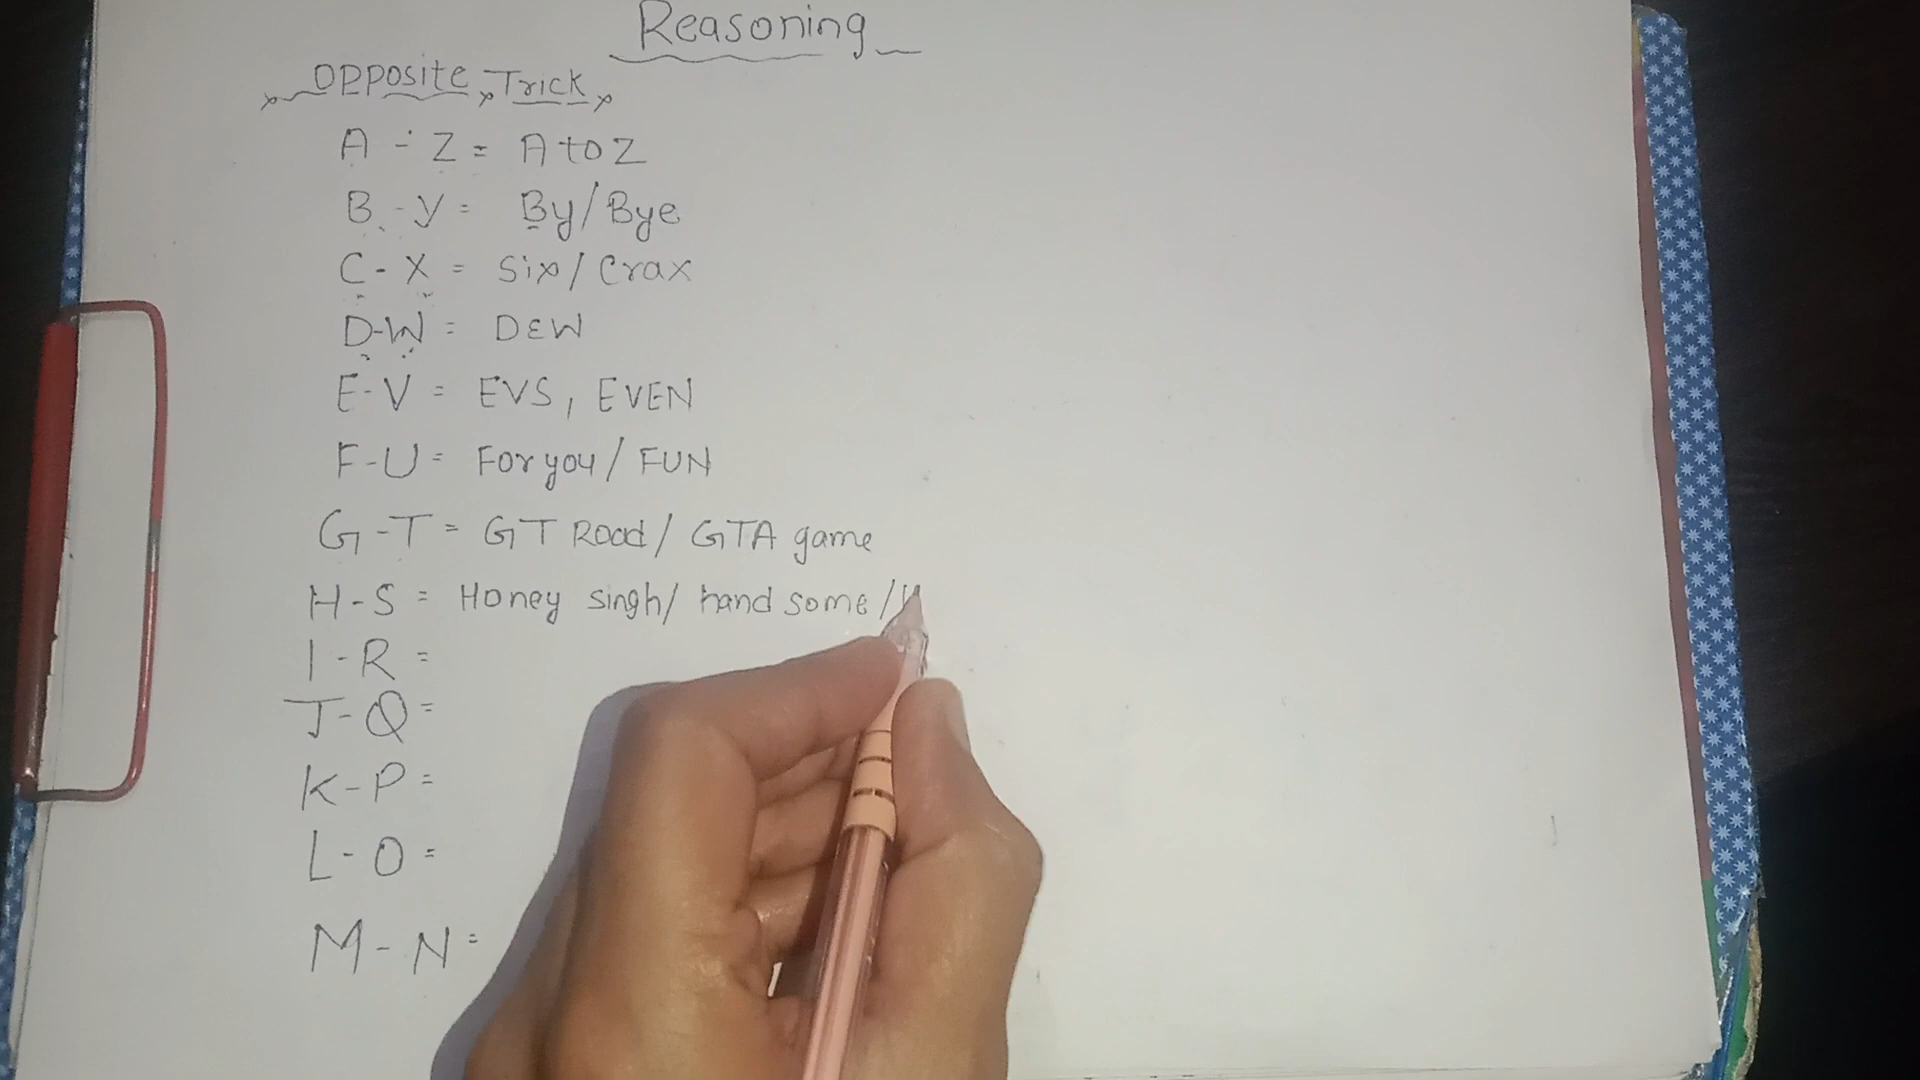 Reasoning
Opposite Trick
A - Z = A to Z
B - Y = By/Bye
C - X = Six/Crax
D-W = DEW
E-V = EVS, EVEN
F-U = For you/FUN
G-T = GT Road/GTA game
H-S = Honey singh/hand some/
I-R =
J-Q =
K-P =
L-O =
M-N =